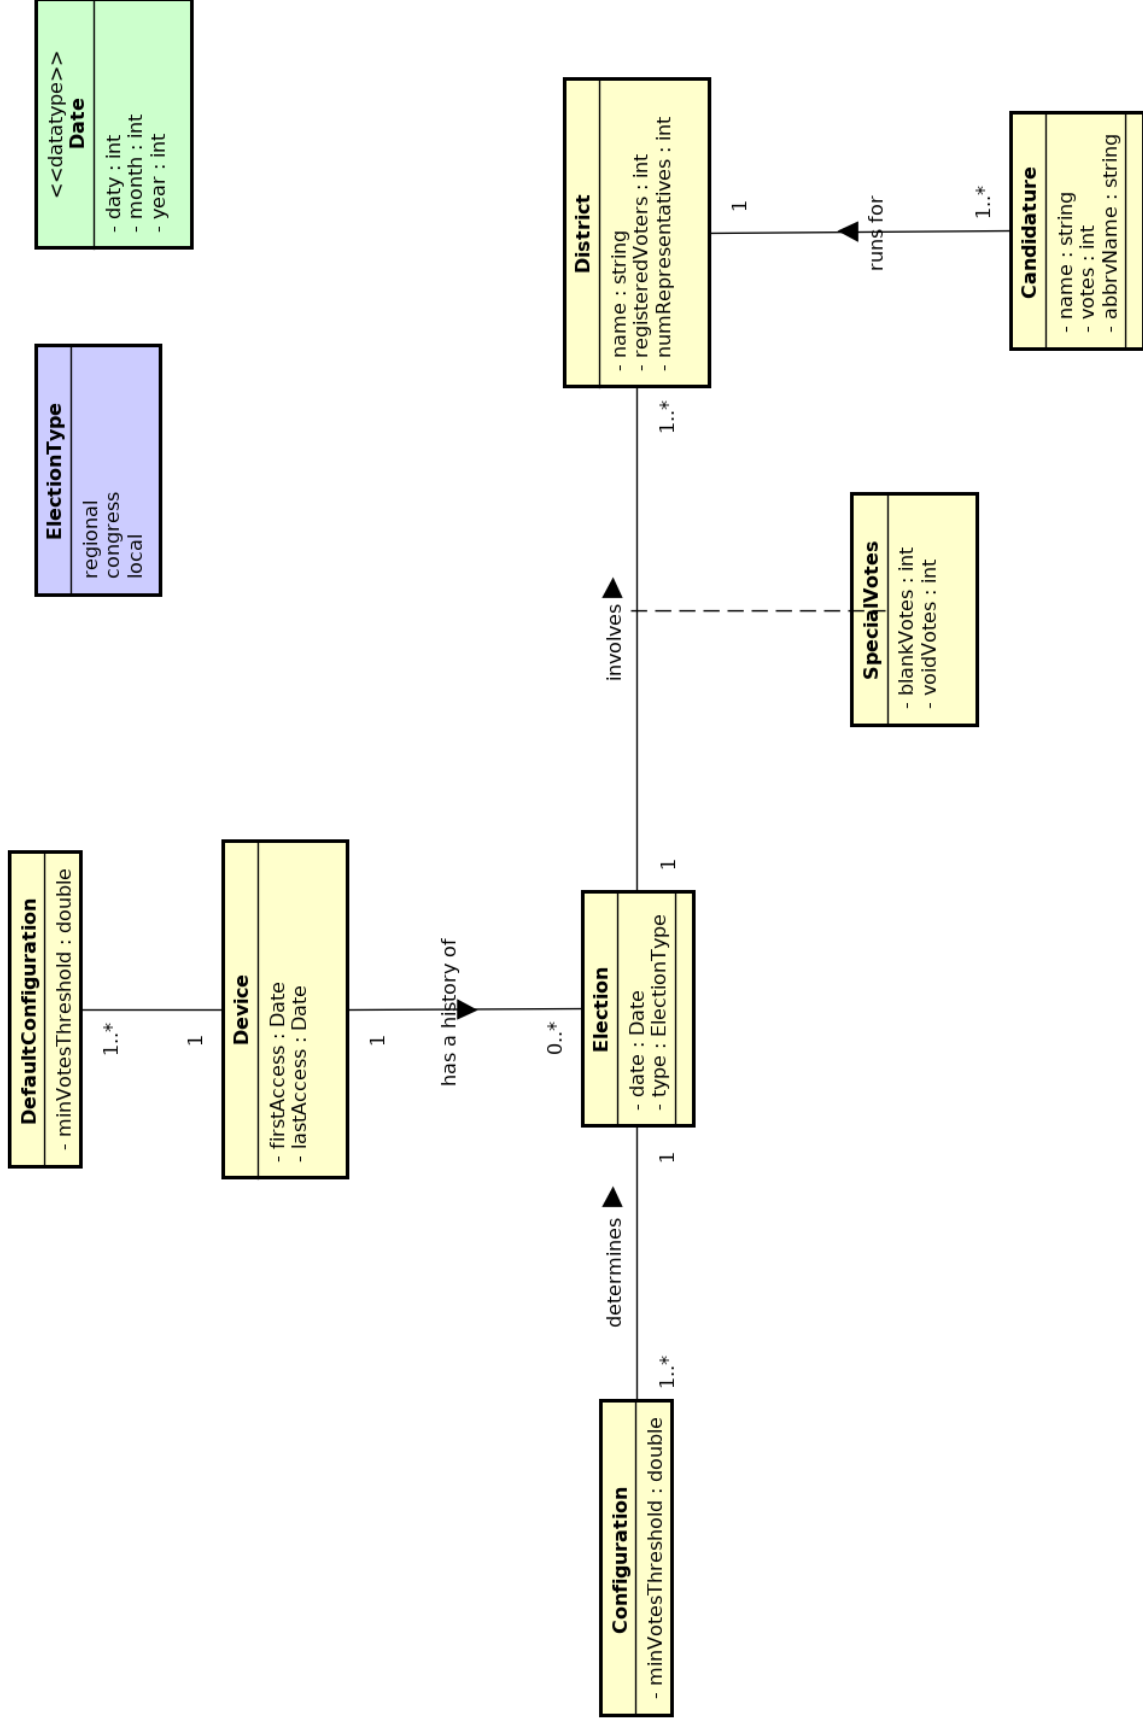 DefaultConfiguration
- minVotesThreshold : double
1..*
1
Device
- firstAccess : Date
- lastAccess : Date
1
has a history of
0..*
ElectionType
regional
congress
local
<<datatype>>
Date
- daty : int
- month : int
- year : int
Configuration
- minVotesThreshold : double
1..*
determines
1
Election
- date : Date
- type : ElectionType
1
involves
1..*
District
- name : string
- registeredVoters : int
- numRepresentatives : int
1
runs for
1..*
SpecialVotes
- blankVotes : int
- voidVotes : int
Candidature
- name : string
- votes : int
- abbrvName : string